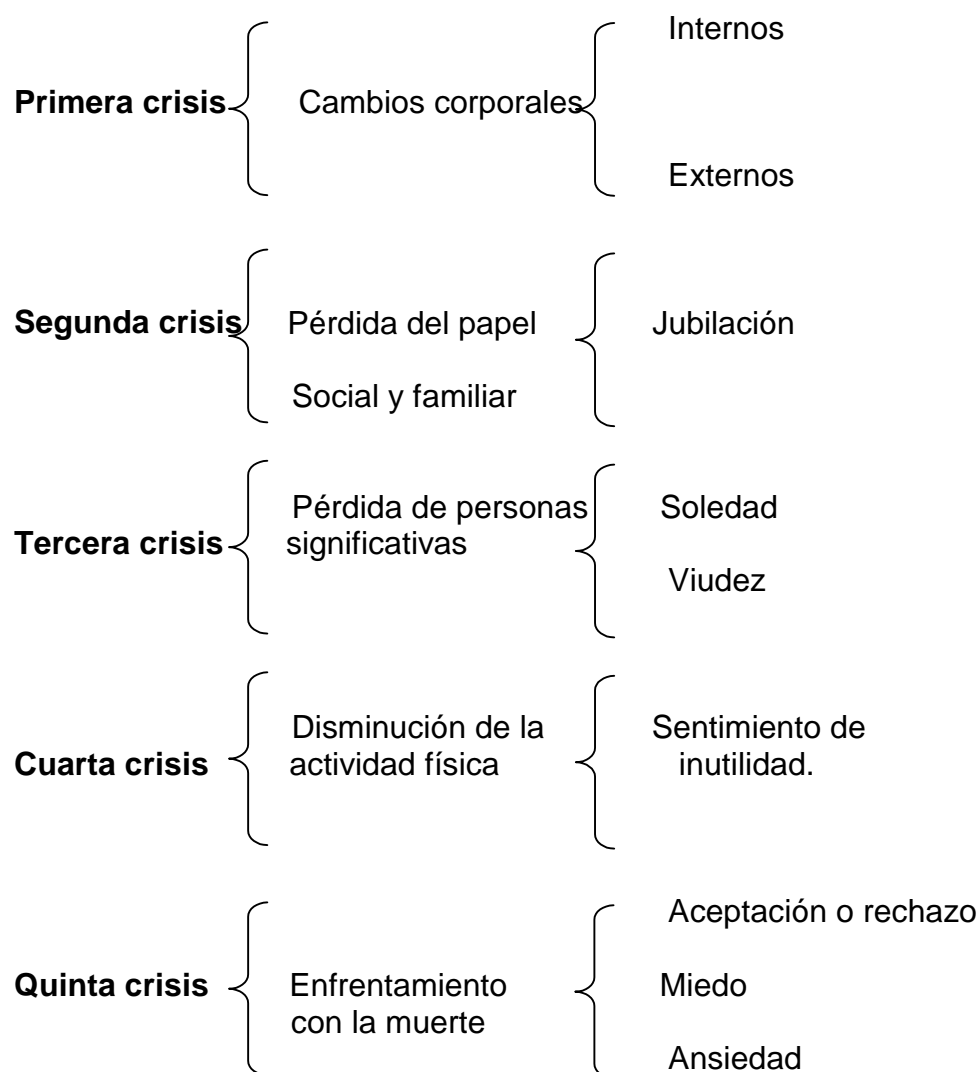 Internos
Primera crisis Cambios corporales
Externos
Segunda crisis Pérdida del papel Jubilación
Social y familiar
Pérdida de personas Soledad
Tercera crisis significativas
Viudez
Disminución de la Sentimiento de
Cuarta crisis actividad física inutilidad.
Aceptación o rechazo
Quinta crisis Enfrentamiento Miedo
con la muerte
Ansiedad